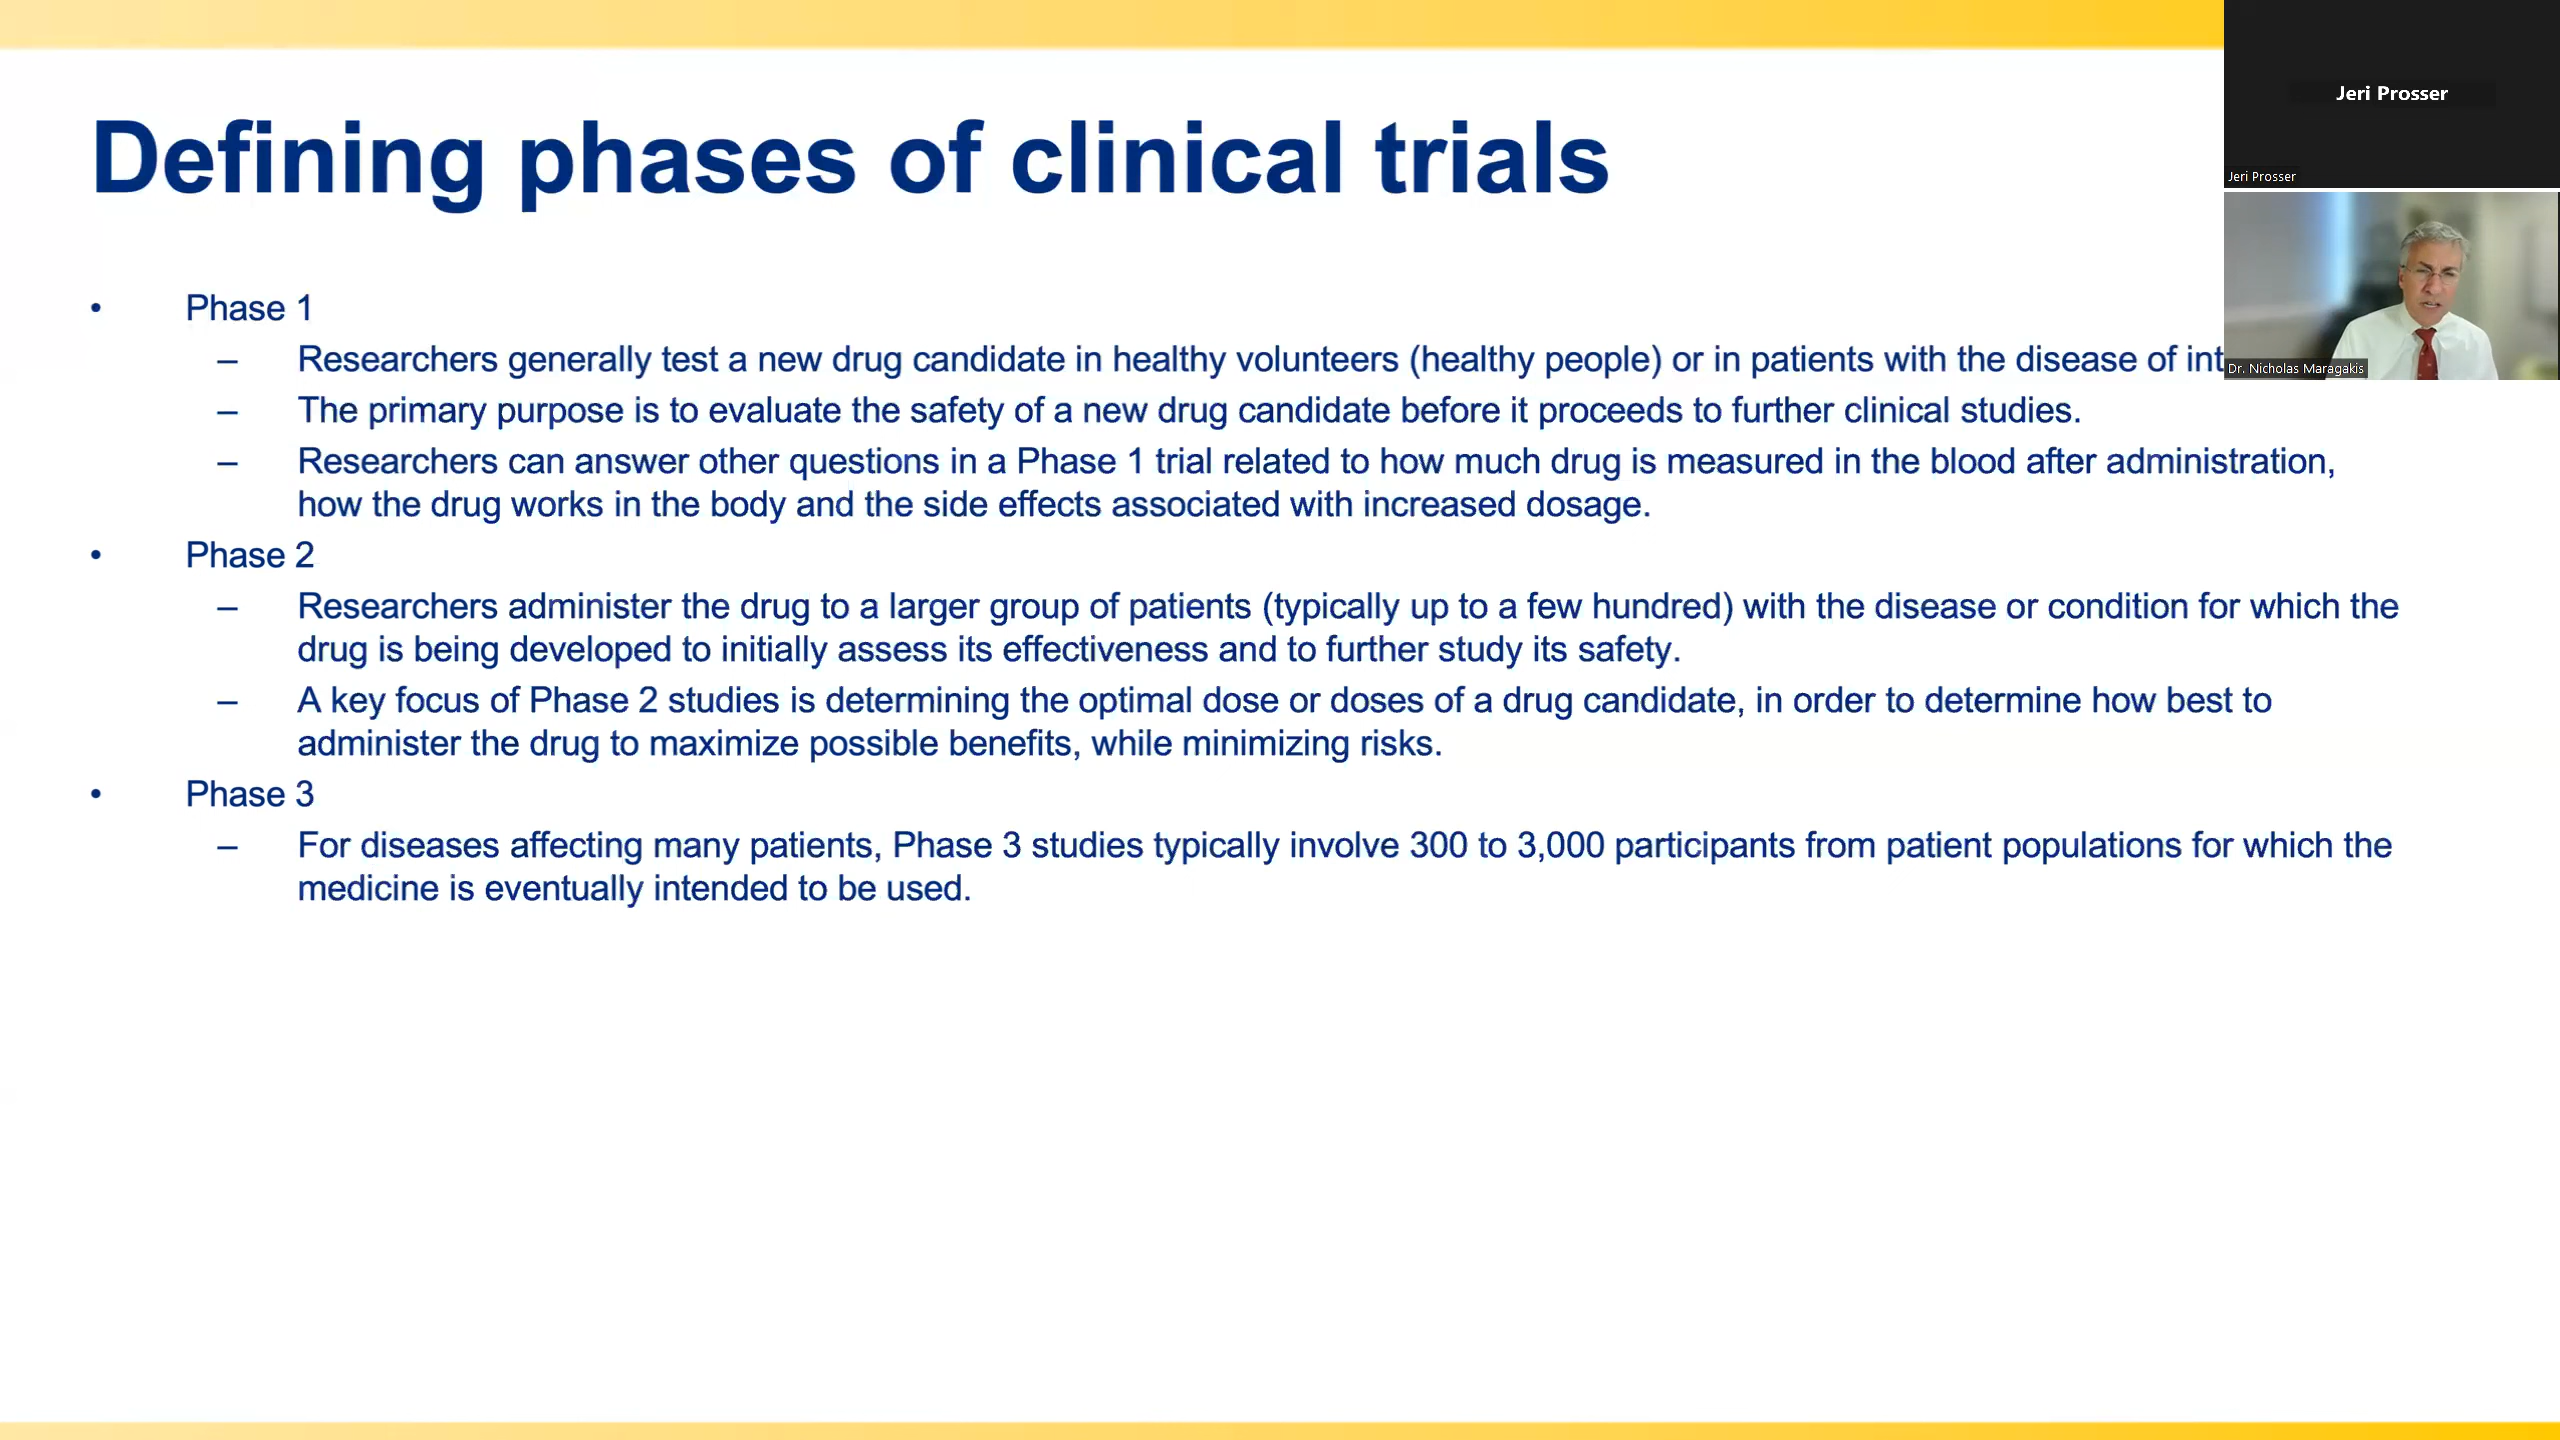 Defining phases of clinical trials
• Phase 1
– Researchers generally test a new drug candidate in healthy volunteers (healthy people) or in patients with the disease of
– The primary purpose is to evaluate the safety of a new drug candidate before it proceeds to further clinical studies.
– Researchers can answer other questions in a Phase 1 trial related to how much drug is measured in the blood after administration,
how the drug works in the body and the side effects associated with increased dosage.
• Phase 2
– Researchers administer the drug to a larger group of patients (typically up to a few hundred) with the disease or condition for which the
drug is being developed to initially assess its effectiveness and to further study its safety.
– A key focus of Phase 2 studies is determining the optimal dose or doses of a drug candidate, in order to determine how best to
administer the drug to maximize possible benefits, while minimizing risks.
• Phase 3
– For diseases affecting many patients, Phase 3 studies typically involve 300 to 3,000 participants from patient populations for which the
medicine is eventually intended to be used.
Jeri Prosser
Jeri Prosser
Dr. Nicholas Maragakis